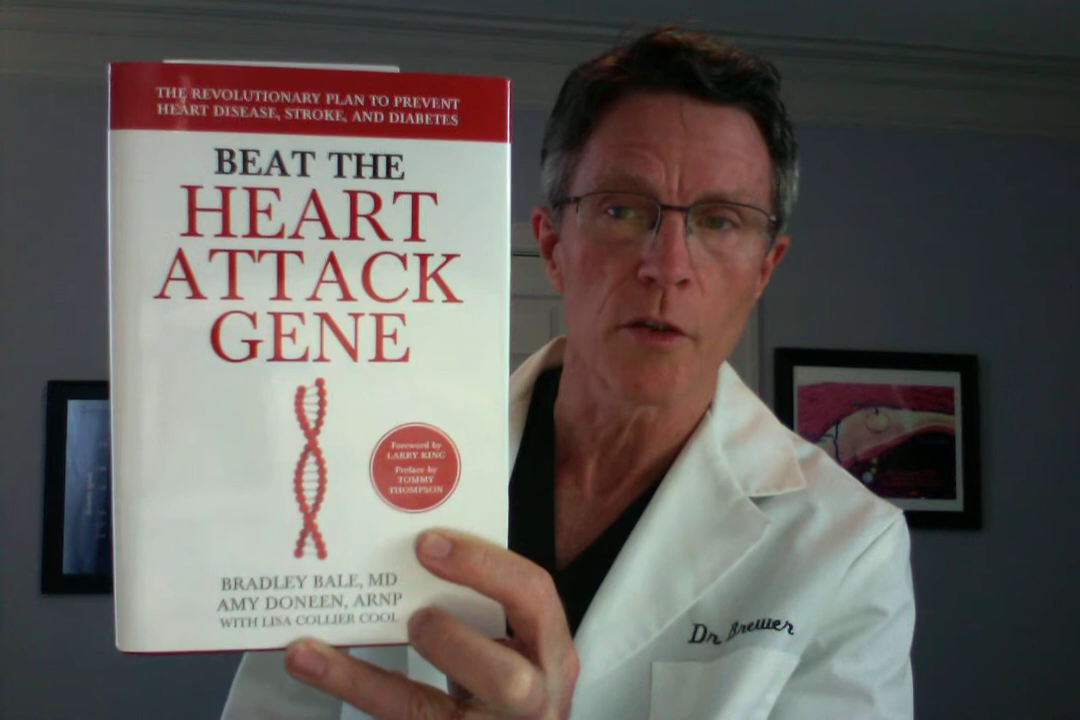 THE REVOLUTIONARY PLAN TO PREVENT
HEART DISEASE, STROKE, AND DIABETES
BEAT THE
HEART
ATTACK
GENE
Foreword by
LARRY KING
Preface by
TOMMY
THOMPSON
BRADLEY BALE, MD
AMY DONEEN, ARNP
WITH LISA COLLIER COOL
Dr Brewer